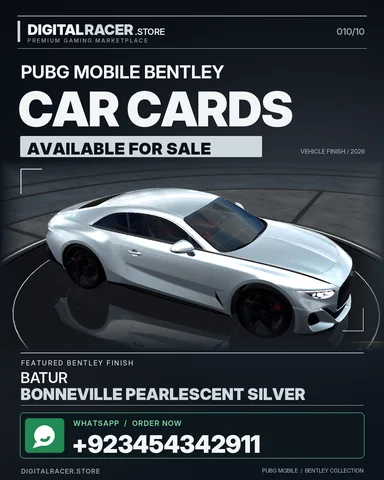 DIGITALRACER.STORE
PREMIUM GAMING MARKETPLACE
010/10
PUBG MOBILE BENTLEY
CAR CARDS
AVAILABLE FOR SALE
VEHICLE FINISH / 2026
FEATURED BENTLEY FINISH
BATUR
BONNEVILLE PEARLESCENT SILVER
WHATSAPP / ORDER NOW
+923454342911
DIGITALRACER.STORE
PUBG MOBILE / BENTLEY COLLECTION